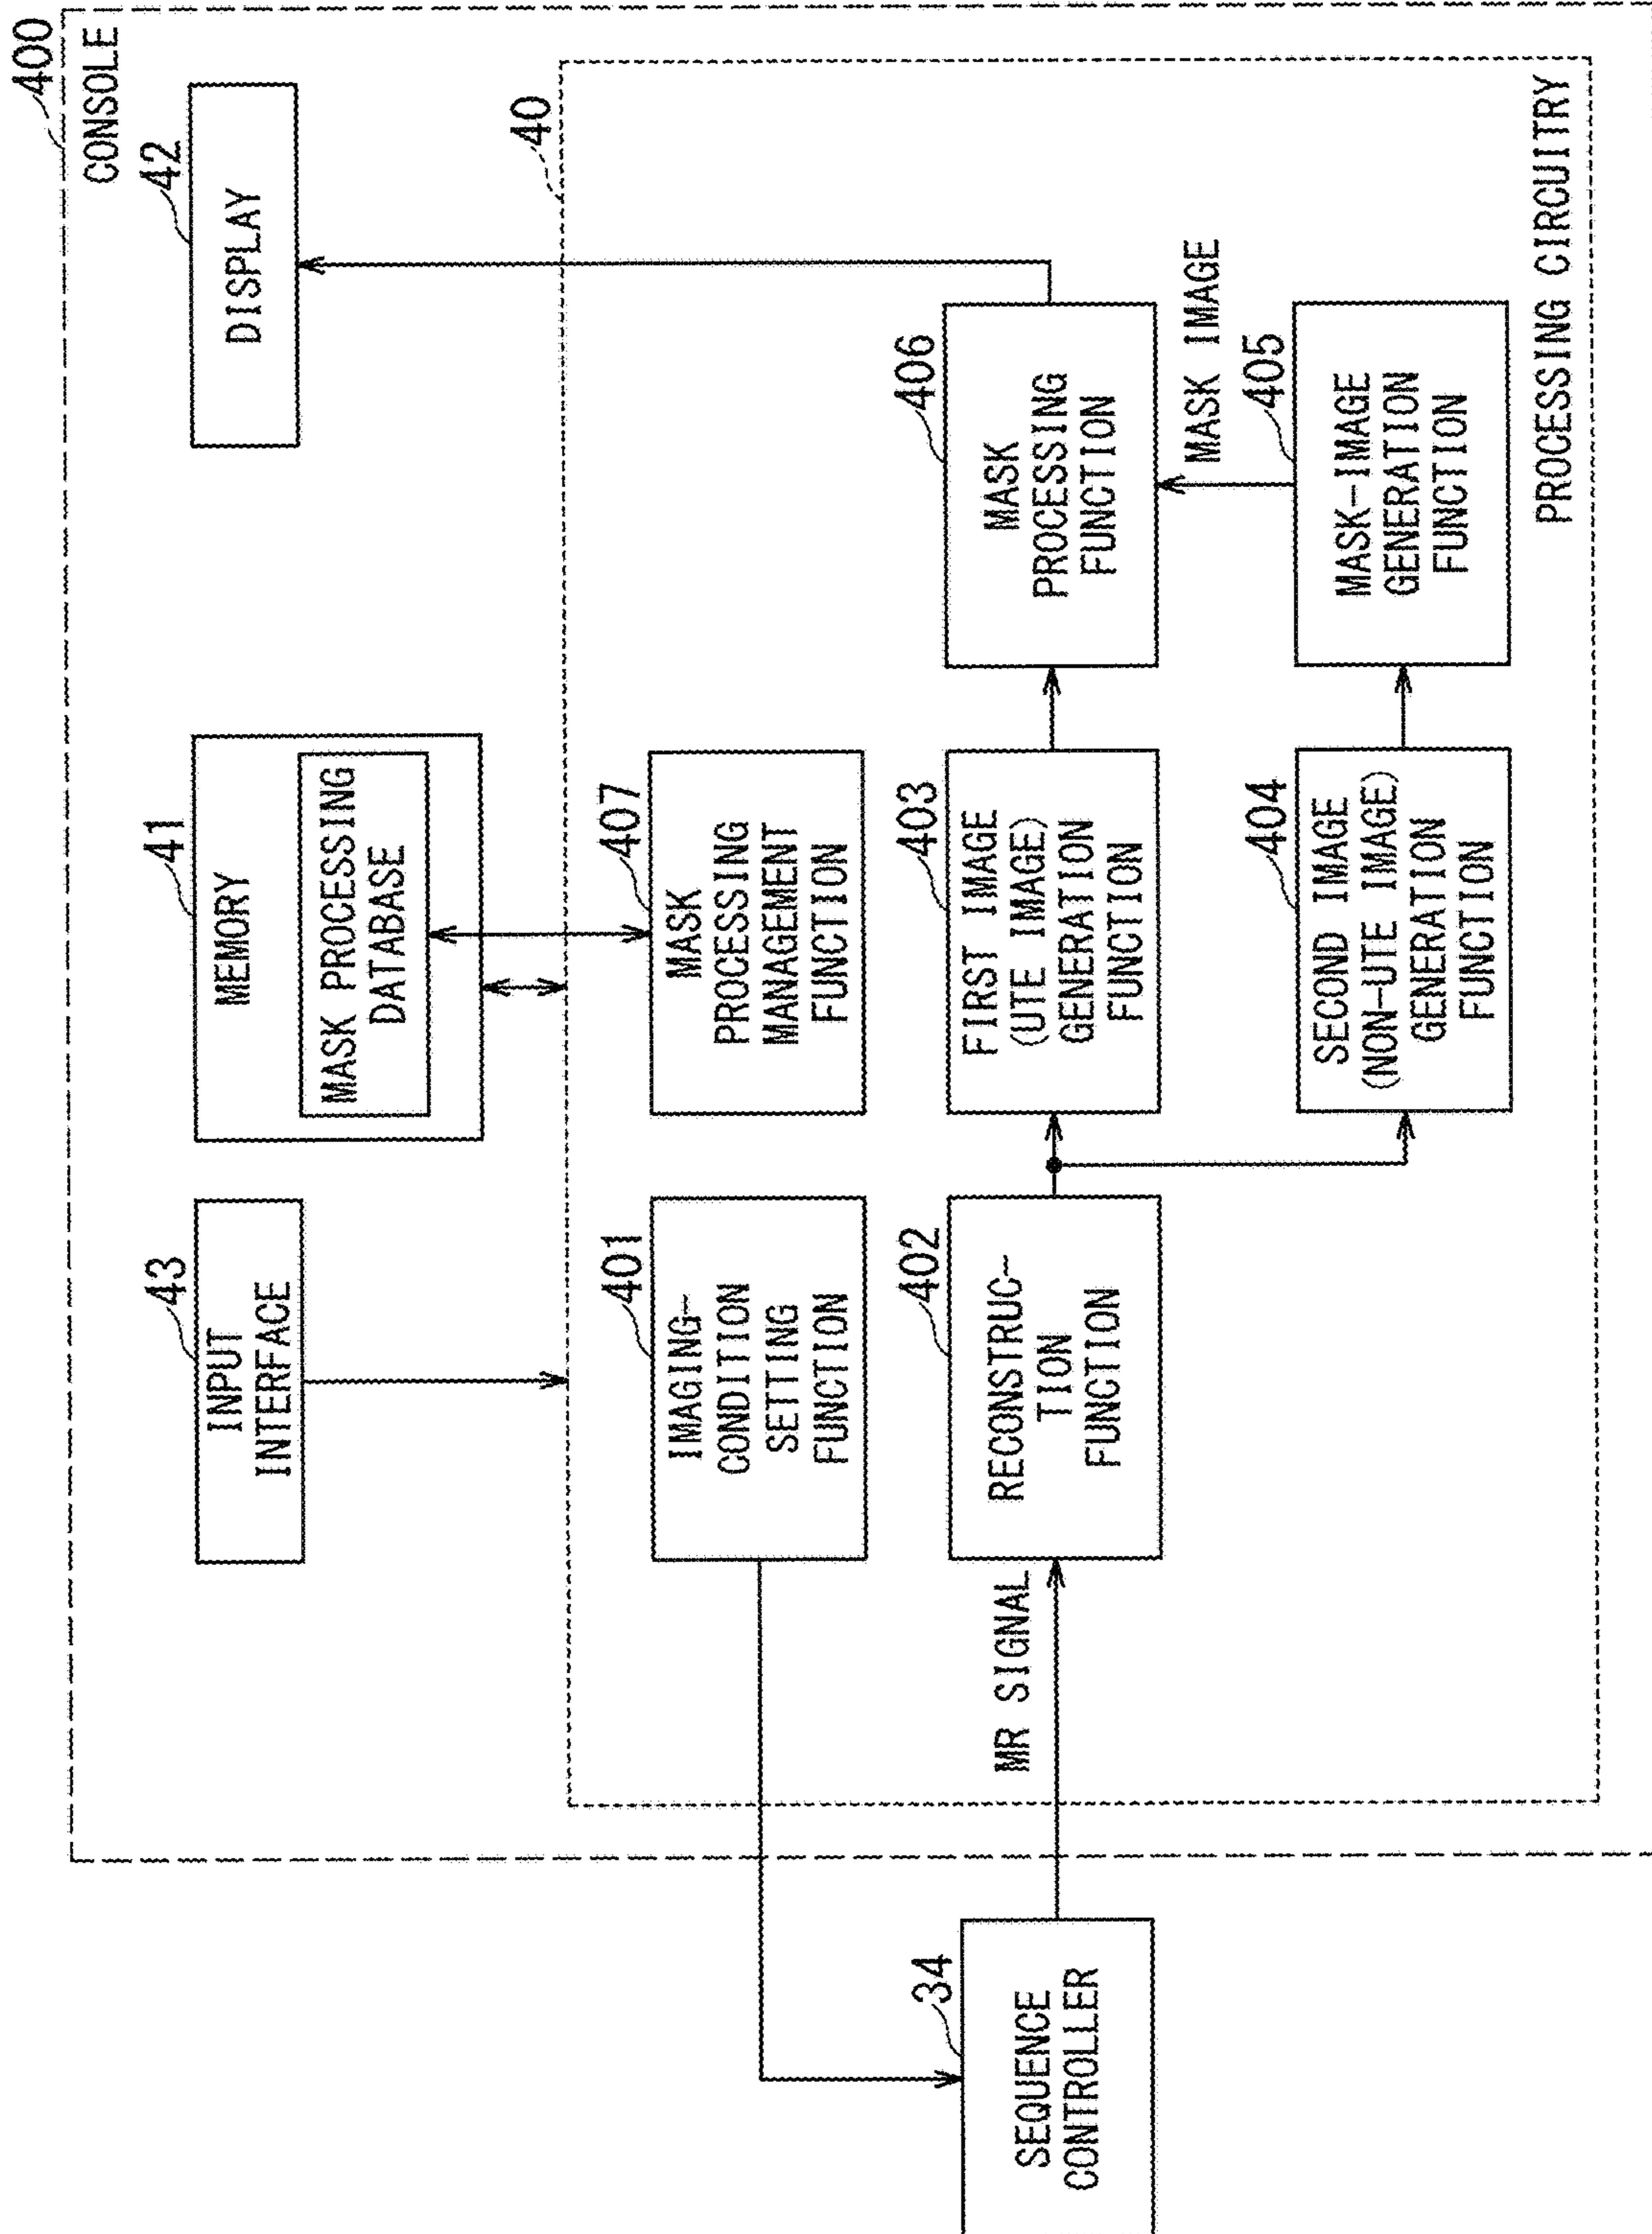 400
CONSOLE
43
INPUT
INTERFACE
41
MEMORY
MASK PROCESSING
DATABASE
42
DISPLAY
40
401
IMAGING-
CONDITION
SETTING
FUNCTION
407
MASK
PROCESSING
MANAGEMENT
FUNCTION
34
SEQUENCE
CONTROLLER
MR SIGNAL
402
RECONSTRUC-
TION
FUNCTION
403
FIRST IMAGE
(UTE IMAGE)
GENERATION
FUNCTION
406
MASK
PROCESSING
FUNCTION
MASK IMAGE
404
SECOND IMAGE
(NON-UTE IMAGE)
GENERATION
FUNCTION
405
MASK-IMAGE
GENERATION
FUNCTION
PROCESSING CIRCUITRY